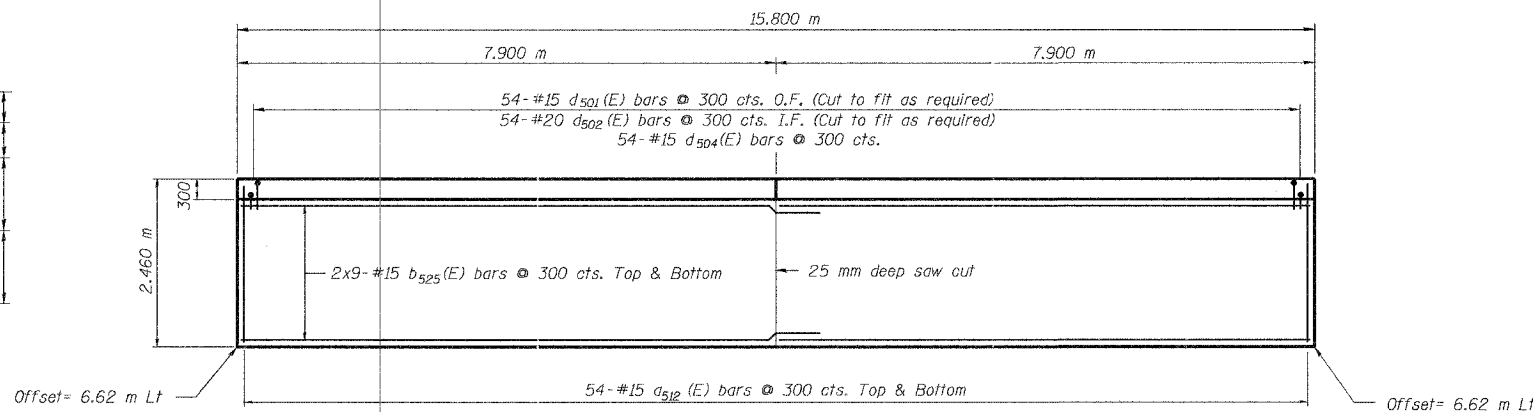 15.800 m
7.900 m
7.900 m
54-#15 d501(E) bars @ 300 cts. O.F. (Cut to fit as required)
54-#20 d502(E) bars @ 300 cts. I.F. (Cut to fit as required)
54-#15 d504(E) bars @ 300 cts.
300
2.460 m
2x9-#15 b525(E) bars @ 300 cts. Top & Bottom
25 mm deep saw cut
54-#15 a512 (E) bars @ 300 cts. Top & Bottom
Offset= 6.62 m Lt
Offset= 6.62 m Lt